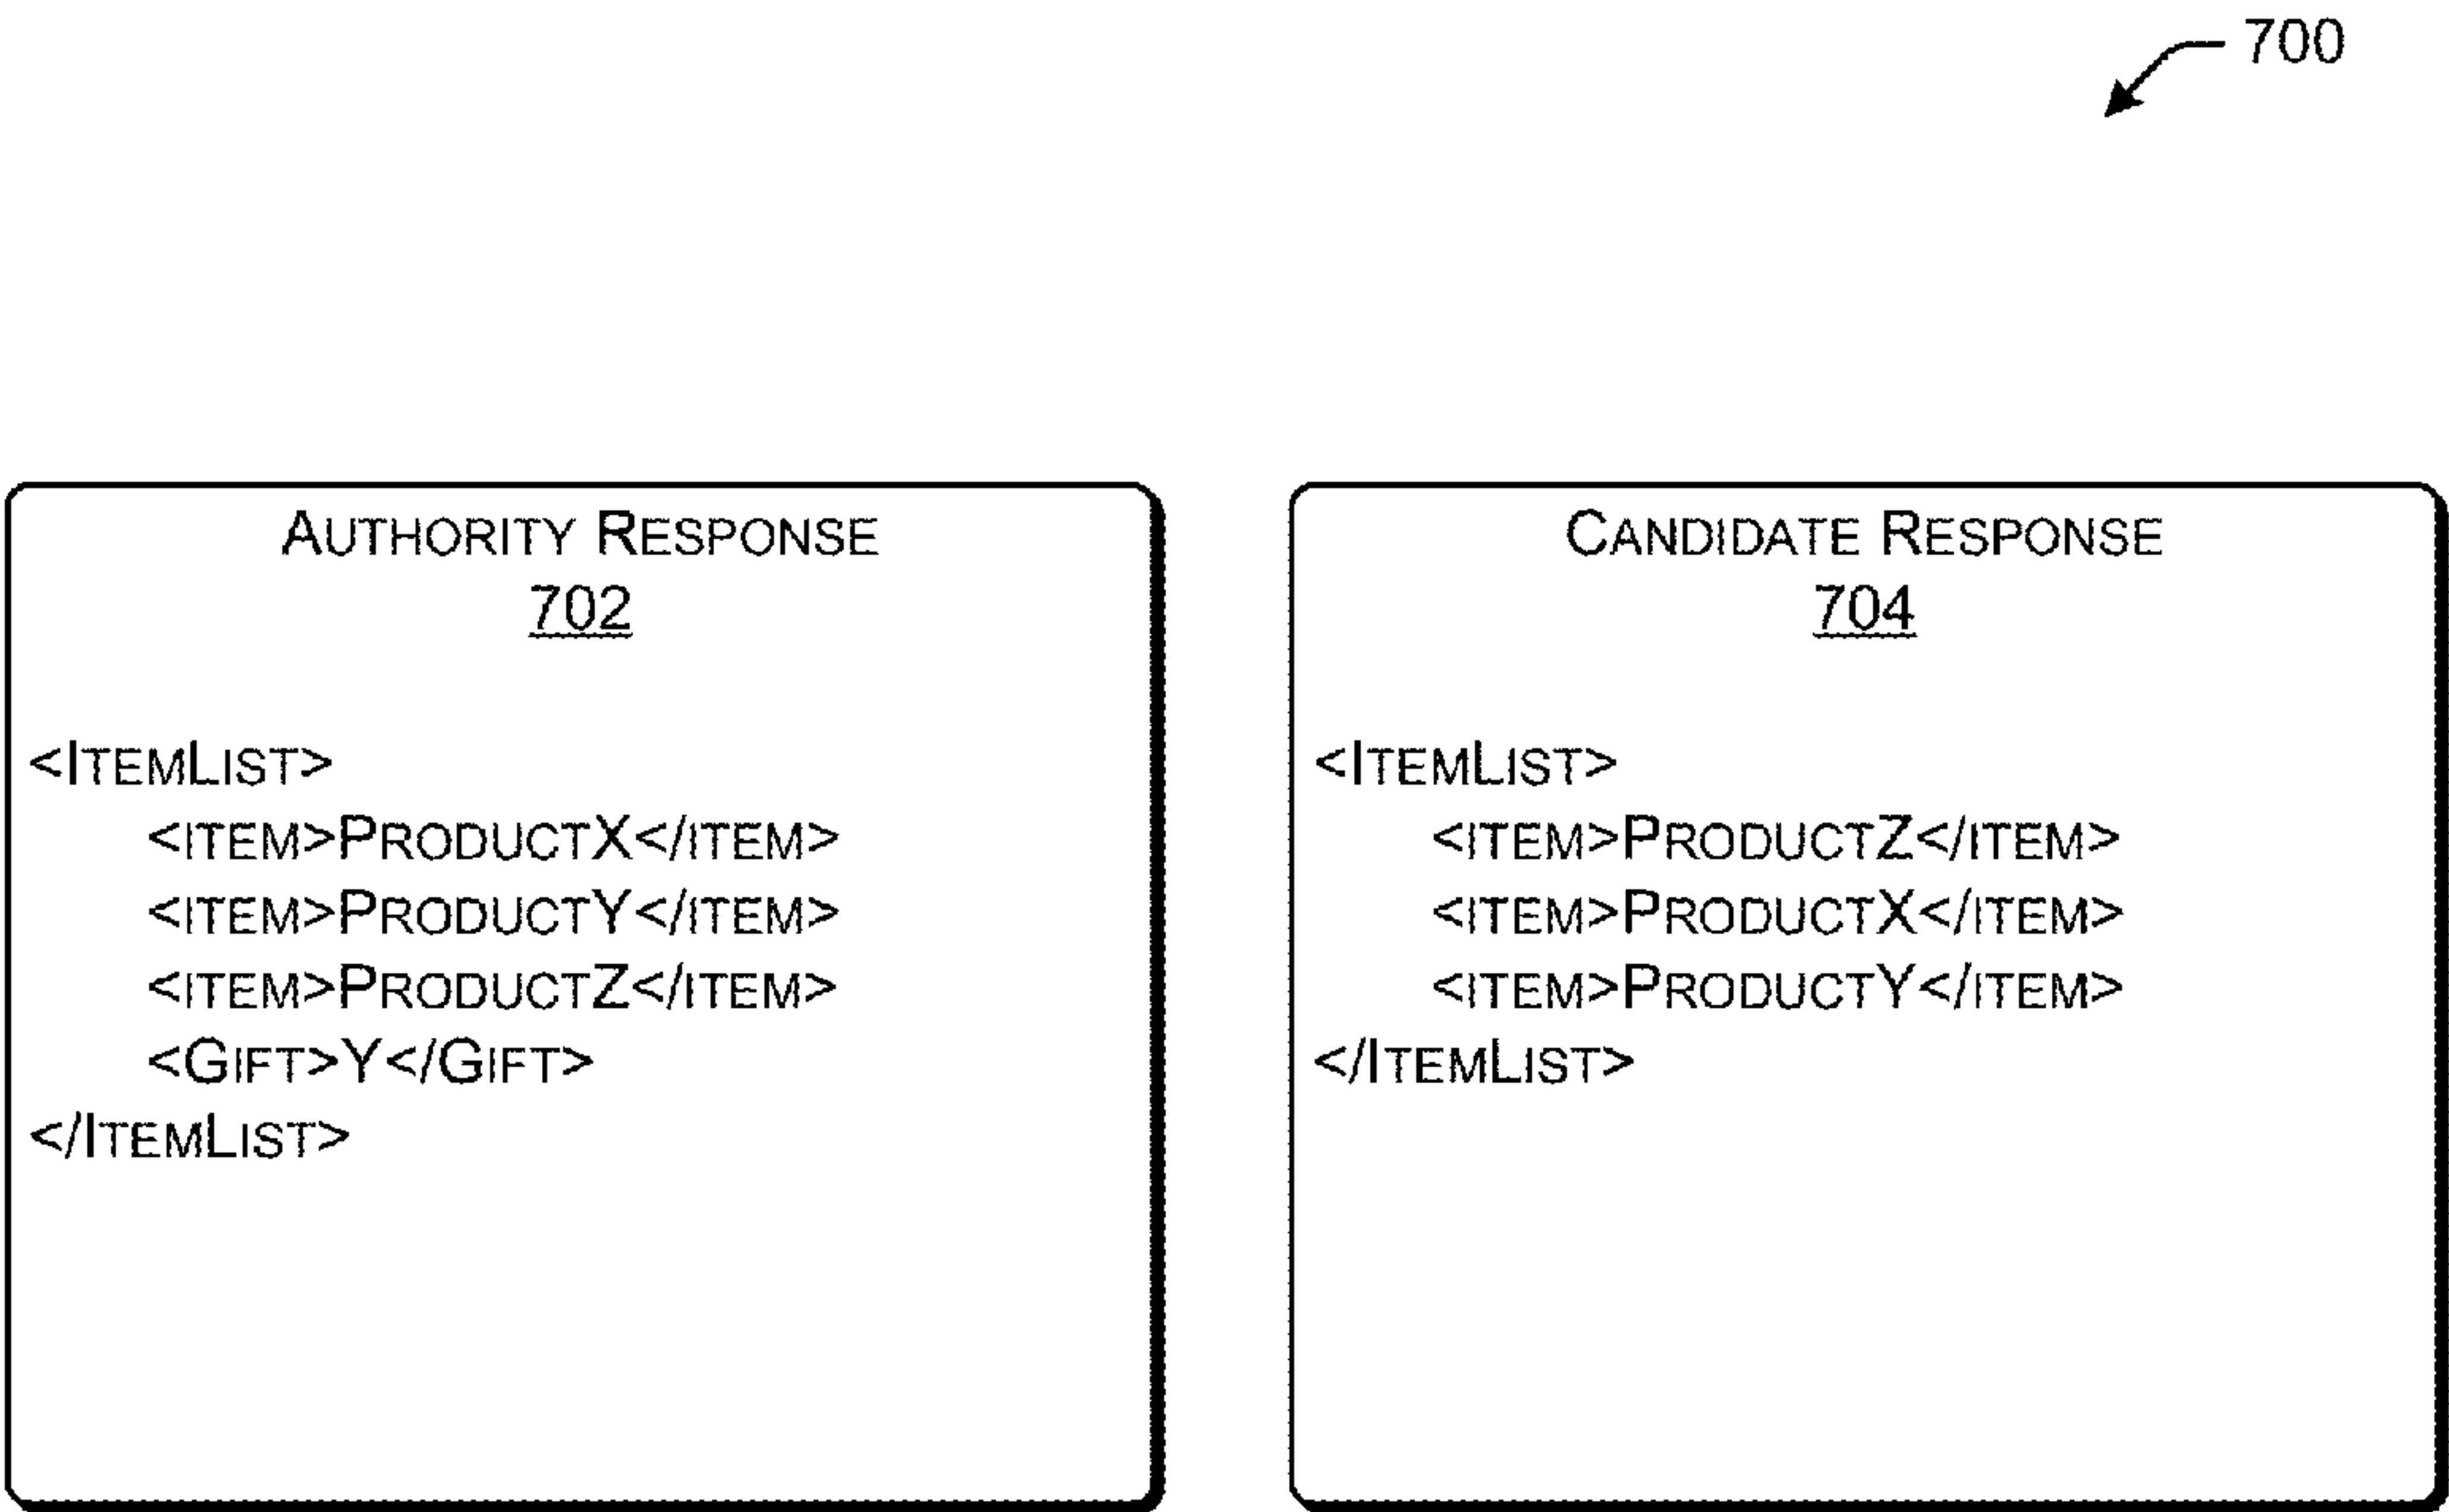 700
AUTHORITY RESPONSE
702
<ITEMLIST>
<ITEM>PRODUCTX</ITEM>
<ITEM>PRODUCTY</ITEM>
<ITEM>PRODUCTZ</ITEM>
<GIFT>Y</GIFT>
</ITEMLIST>
CANDIDATE RESPONSE
704
<ITEMLIST>
<ITEM>PRODUCTZ</ITEM>
<ITEM>PRODUCTX</ITEM>
<ITEM>PRODUCTY</ITEM>
</ITEMLIST>